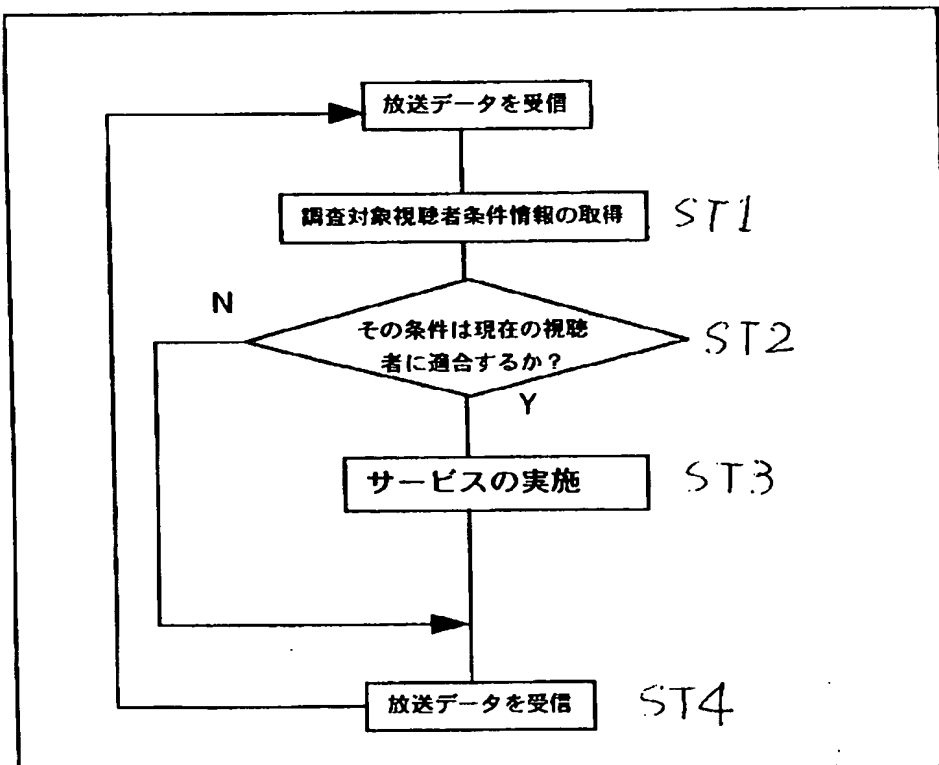 放送データを受信
調査対象視聴者条件情報の取得
ST1
N
その条件は現在の視聴
者に適合するか？
ST2
Y
サービスの実施
ST3
放送データを受信
ST4